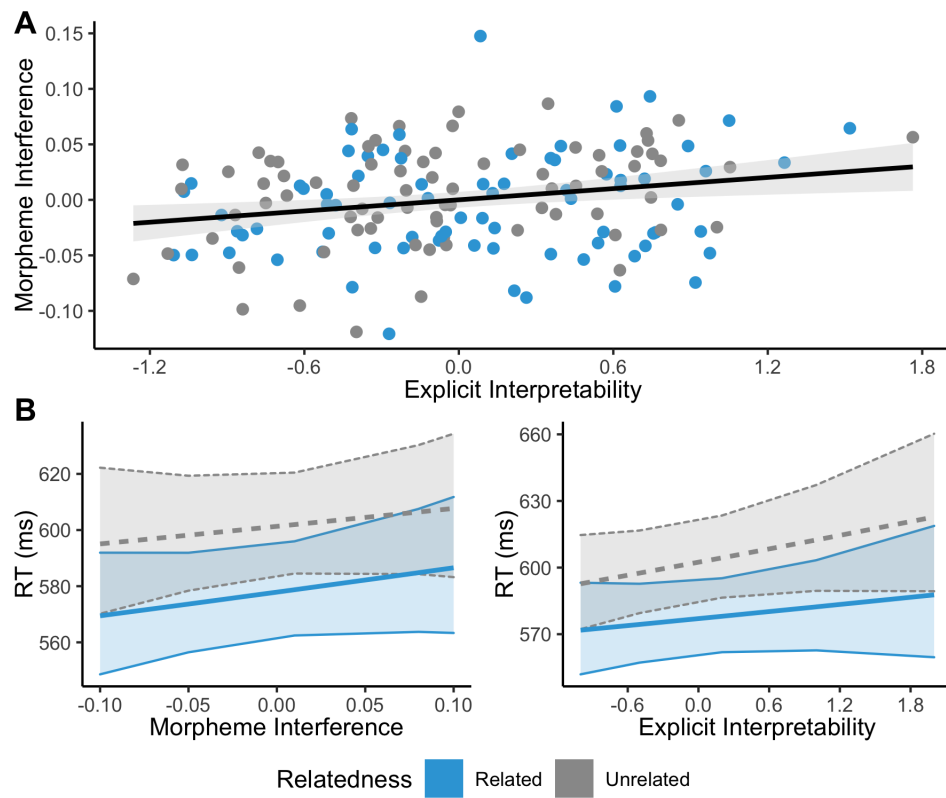 A
Morpheme Interference
0.15
0.10
0.05
0.00
-0.05
-0.10
-1.2 -0.6 0.0 0.6 1.2 1.8
Explicit Interpretability
B
RT (ms)
620
600
580
560
-0.10 -0.05 0.00 0.05 0.10
Morpheme Interference
RT (ms)
660
630
600
570
-0.6 0.0 0.6 1.2 1.8
Explicit Interpretability
Relatedness Related Unrelated